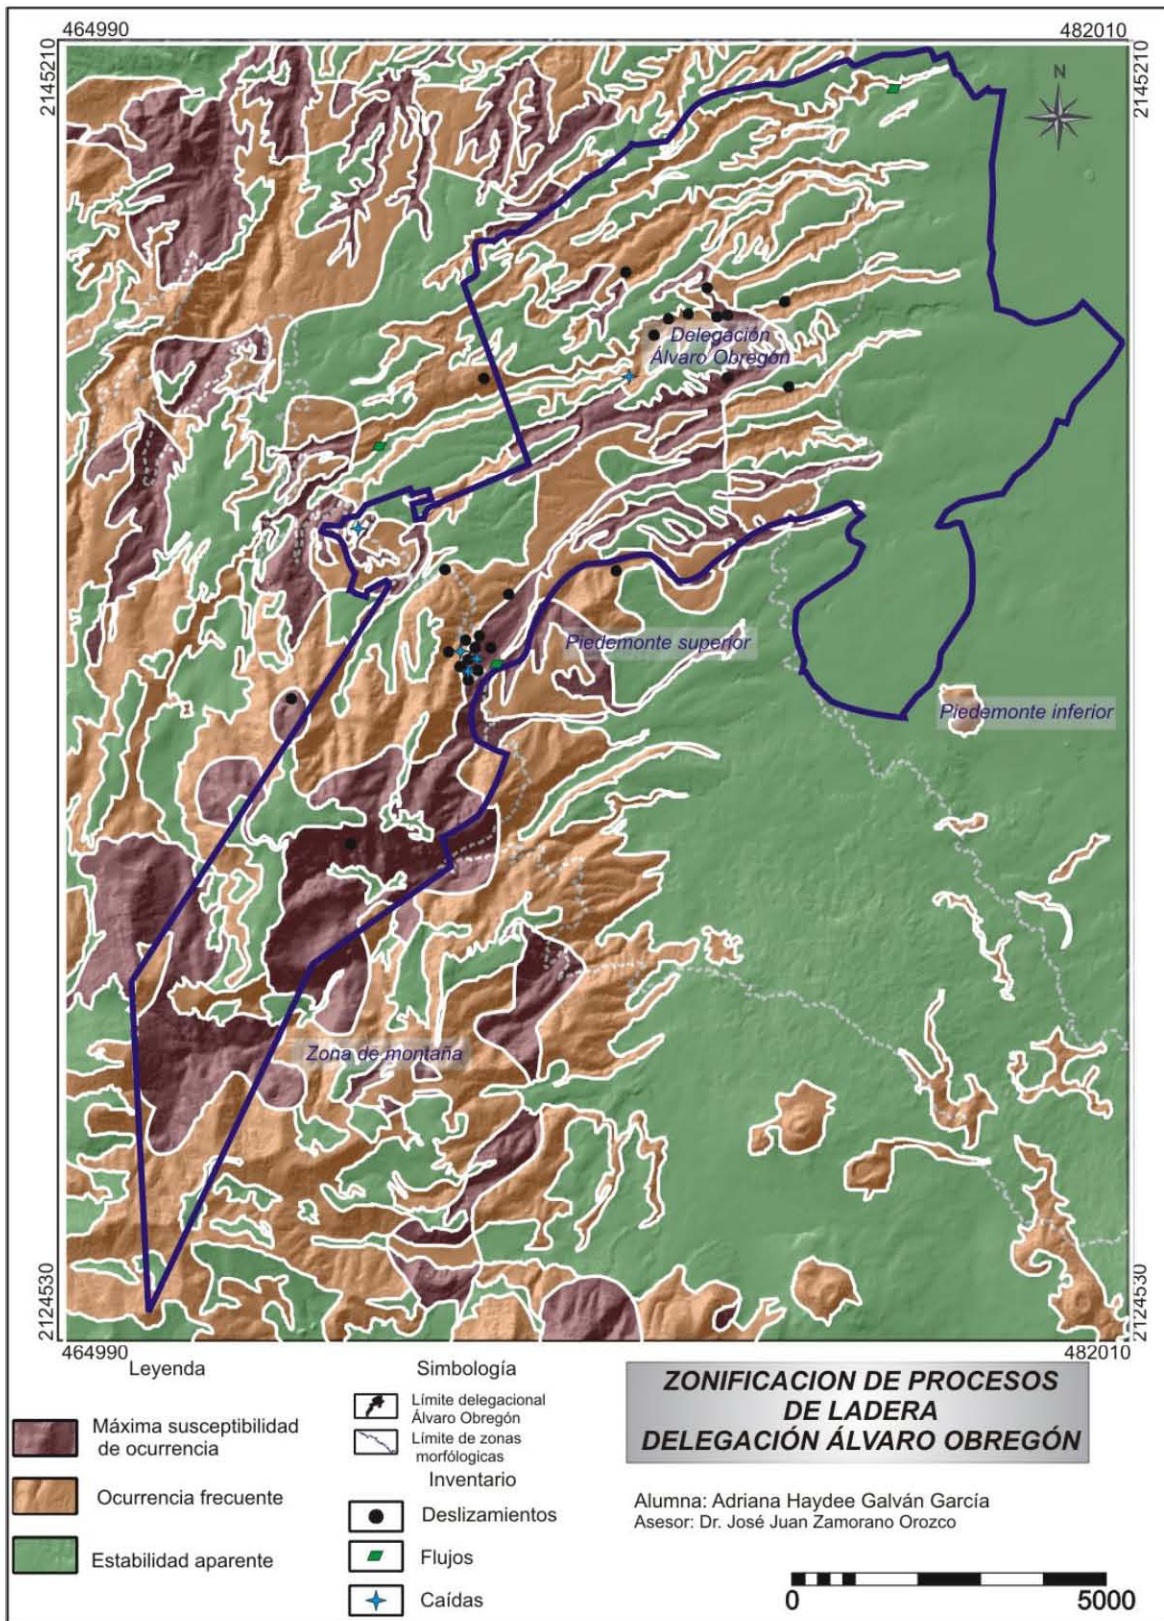 464990
482010
2145210
2145210
N
Delegación
Álvaro Obregón
Piedemonte superior
Piedemonte inferior
Zona de montaña
2124530
2124530
464990
482010
Leyenda
Máxima susceptibilidad
de ocurrencia
Ocurrencia frecuente
Estabilidad aparente
Simbología
Límite delegacional
Álvaro Obregón
Límite de zonas
morfólogicas
Inventario
Deslizamientos
Flujos
Caídas
ZONIFICACION DE PROCESOS
DE LADERA
DELEGACIÓN ÁLVARO OBREGÓN
Alumna: Adriana Haydee Galván García
Asesor: Dr. José Juan Zamorano Orozco
0 5000